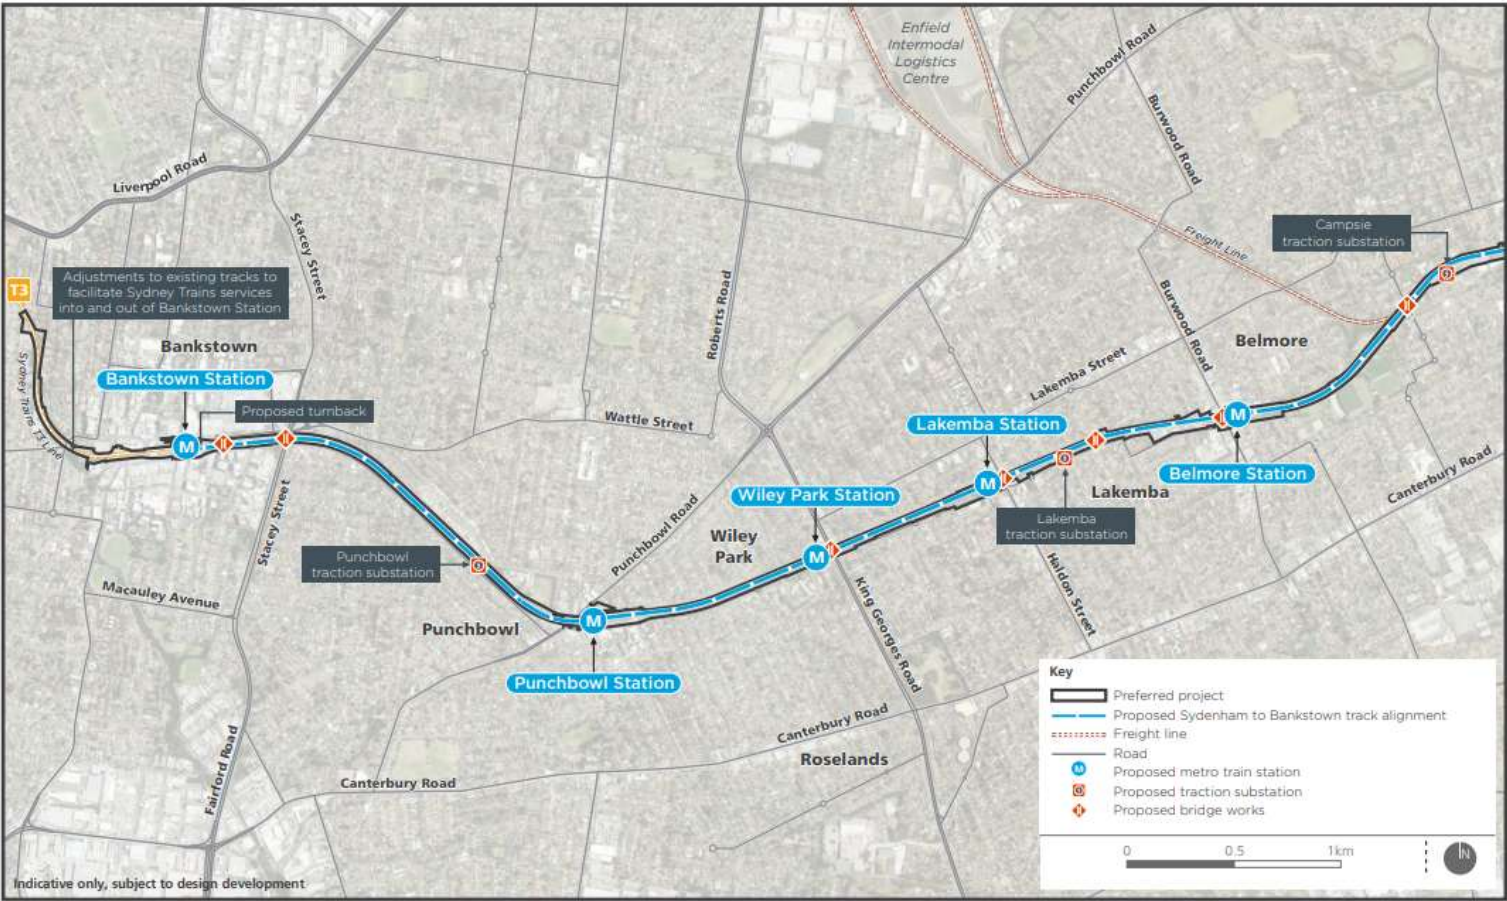 Enfield
Intermodal
Logistics
Centre
Punchbowl Road
Burwood Road
Liverpool Road
Stacey Street
Freight Line
Campsie
traction substation
T3
Adjustments to existing tracks to
facilitate Sydney Trains services
into and out of Bankstown Station
Roberts Road
Burwood Road
Bankstown
Belmore
Sydney Trains T3 Line
Bankstown Station
Lakemba Street
Proposed turnback
Wattle Street
Lakemba Station
M
M
M
Belmore Station
Canterbury Road
Stacey Street
Wiley Park Station
Lakemba
Lakemba
traction substation
Punchbowl Road
Wiley
Park
M
Punchbowl
traction substation
Haldon Street
Macauley Avenue
King Georges Road
Punchbowl
M
Punchbowl Station
Canterbury Road
Roselands
Fairford Road
Canterbury Road
Key
Preferred project
Proposed Sydenham to Bankstown track alignment
Freight line
Road
M Proposed metro train station
Proposed traction substation
Proposed bridge works
0 0.5 1km
N
Indicative only, subject to design development